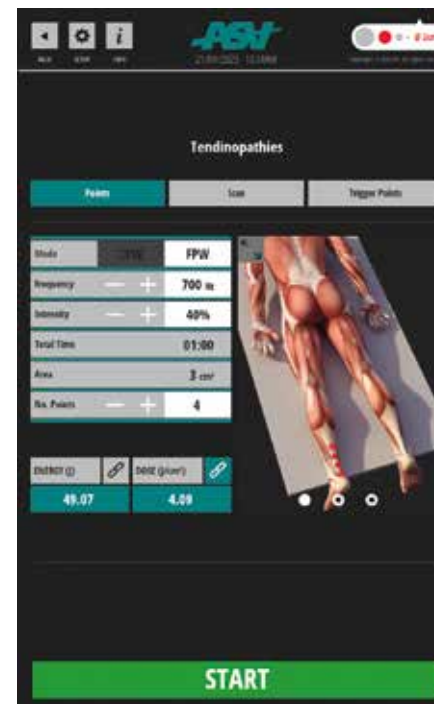 ASA
Tendinopathies
Points Scan Trigger Points
Mode FPW
Frequency — + 700 Hz
Intensity — + 40%
Total Time 01:00
Area 3 cm²
No. Points — + 4
ENERGY (J) DOSE (J/cm²)
49.07 4.09
START